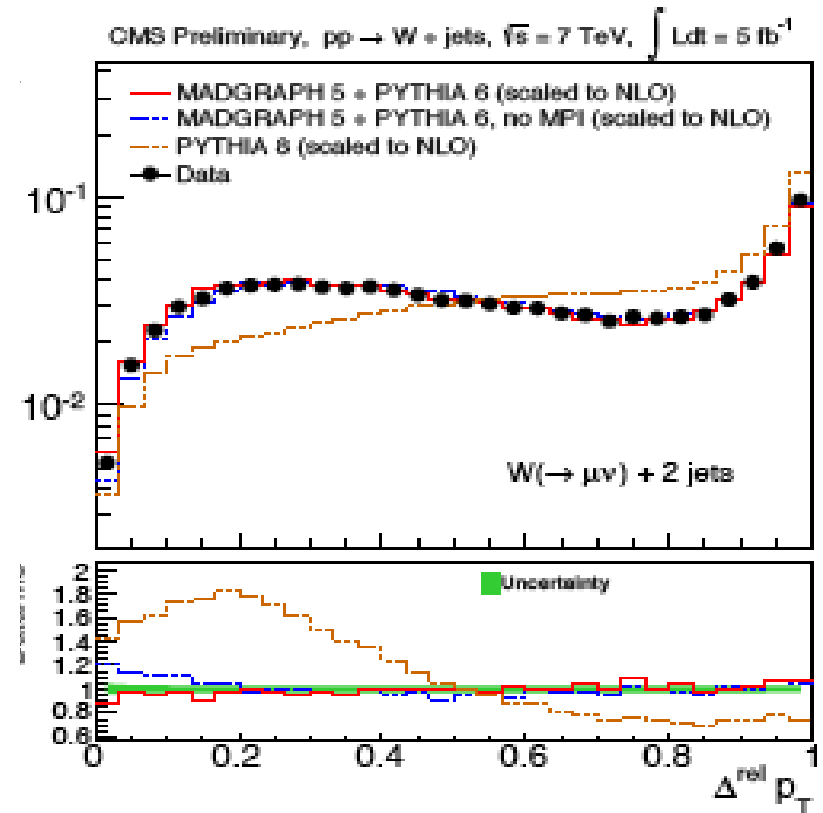 CMS Preliminary, pp → W + jets, √s = 7 TeV, ∫ Ldt = 5 fb⁻¹
MADGRAPH 5 + PYTHIA 6 (scaled to NLO)
MADGRAPH 5 + PYTHIA 6, no MPI (scaled to NLO)
PYTHIA 8 (scaled to NLO)
Data
10⁻¹
10⁻²
W(→ μν) + 2 jets
2
1.8
1.6
1.4
1.2
1
0.8
0.6
Uncertainty
0 0.2 0.4 0.6 0.8 1
Δ^rel p_T